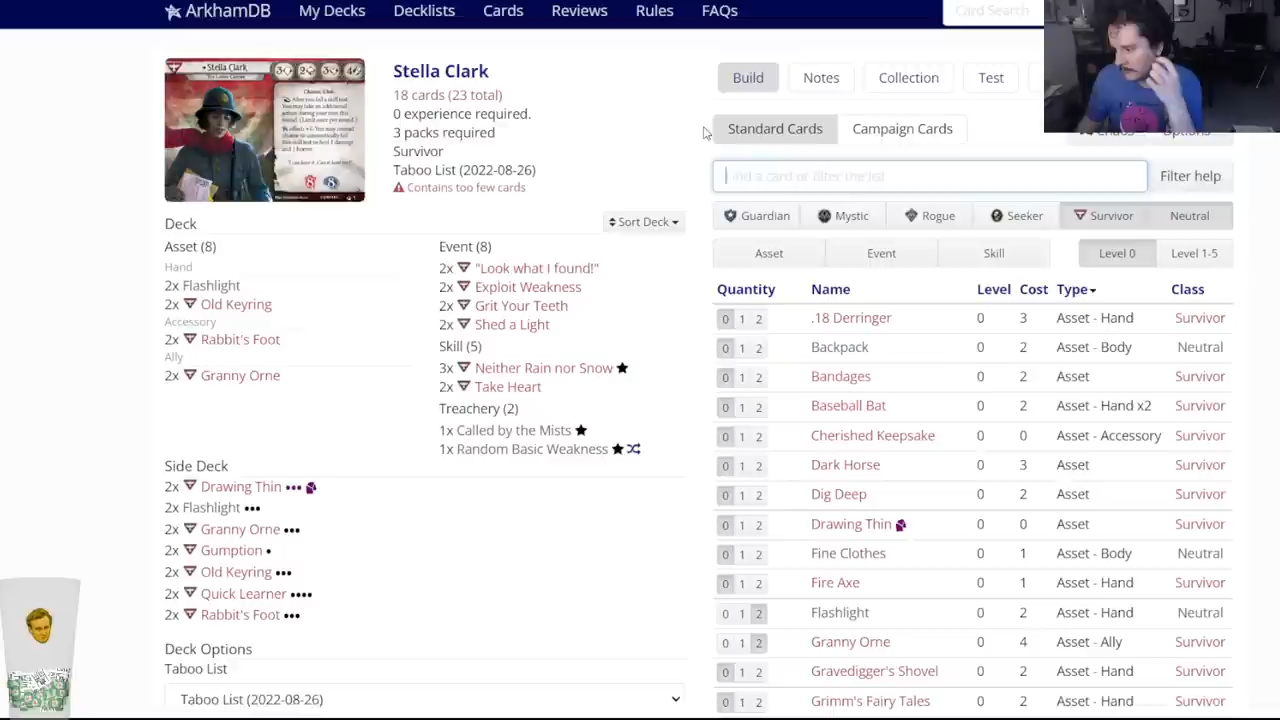 ArkhamDB My Decks Decklists Cards Reviews Rules FAQs Card Search
Stella Clark
18 cards (23 total)
0 experience required.
3 packs required
Survivor
Taboo List (2022-08-26)
Contains too few cards
Stella Clark
Build Notes Collection Test
Standard Cards Campaign Cards
Filter help
Guardian Mystic Rogue Seeker Survivor Neutral
Asset Event Skill Level 0 Level 1-5
Deck
Sort Deck
Asset (8)
Hand
2x Flashlight
2x Old Keyring
Accessory
2x Rabbit's Foot
Ally
2x Granny Orne
Event (8)
2x "Look what I found!"
2x Exploit Weakness
2x Grit Your Teeth
2x Shed a Light
Skill (5)
3x Neither Rain nor Snow
2x Take Heart
Treachery (2)
1x Called by the Mists
1x Random Basic Weakness
Side Deck
2x Drawing Thin
2x Flashlight
2x Granny Orne
2x Gumption
2x Old Keyring
2x Quick Learner
2x Rabbit's Foot
Deck Options
Taboo List
Taboo List (2022-08-26)
Quantity Name Level Cost Type Class
0 1 2 .18 Derringer 0 3 Asset - Hand Survivor
0 1 2 Backpack 0 2 Asset - Body Neutral
0 1 2 Bandages 0 2 Asset Survivor
0 1 2 Baseball Bat 0 2 Asset - Hand x2 Survivor
0 1 2 Cherished Keepsake 0 0 Asset - Accessory Survivor
0 1 2 Dark Horse 0 3 Asset Survivor
0 1 2 Dig Deep 0 2 Asset Survivor
0 1 2 Drawing Thin 0 0 Asset Survivor
0 1 2 Fine Clothes 0 1 Asset - Body Neutral
0 1 2 Fire Axe 0 1 Asset - Hand Survivor
0 1 2 Flashlight 0 2 Asset - Hand Neutral
0 1 2 Granny Orne 0 4 Asset - Ally Survivor
0 1 2 Gravedigger's Shovel 0 2 Asset - Hand Survivor
0 1 2 Grimm's Fairy Tales 0 2 Asset - Hand Survivor